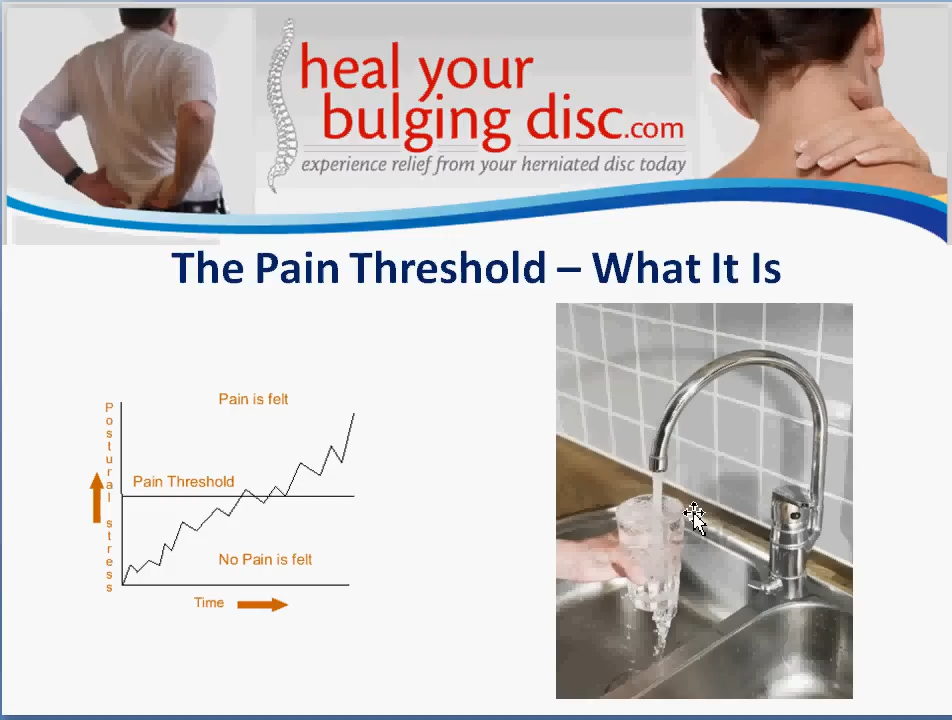 heal your
bulging disc.com
experience relief from your herniated disc today
The Pain Threshold – What It Is
Pain is felt
Postural stress
Pain Threshold
No Pain is felt
Time